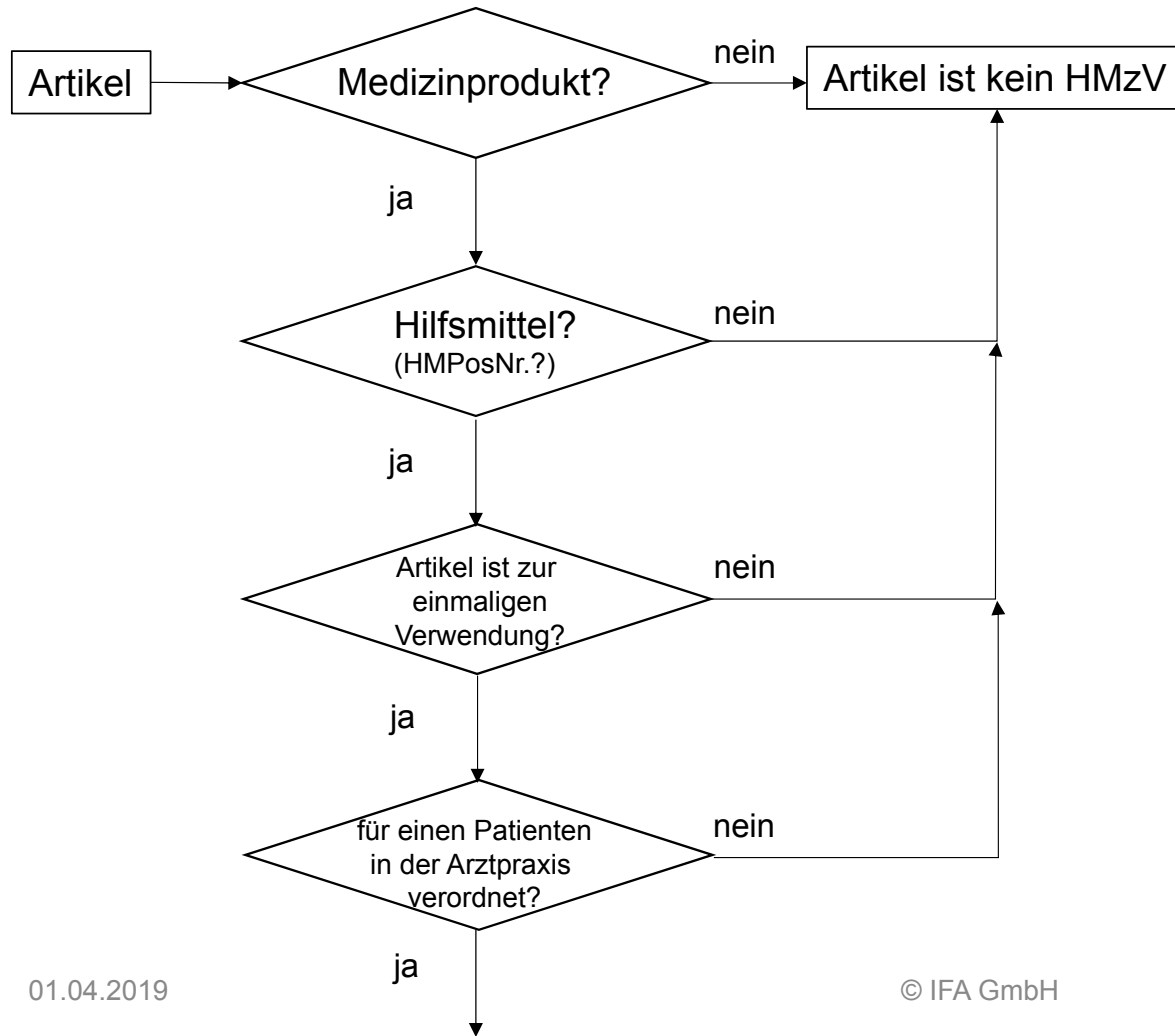 Artikel
Medizinprodukt?
nein
Artikel ist kein HMzV
ja
Hilfsmittel?
(HMPosNr.?)
nein
ja
Artikel ist zur
einmaligen
Verwendung?
nein
ja
für einen Patienten
in der Arztpraxis
verordnet?
nein
ja
01.04.2019
© IFA GmbH